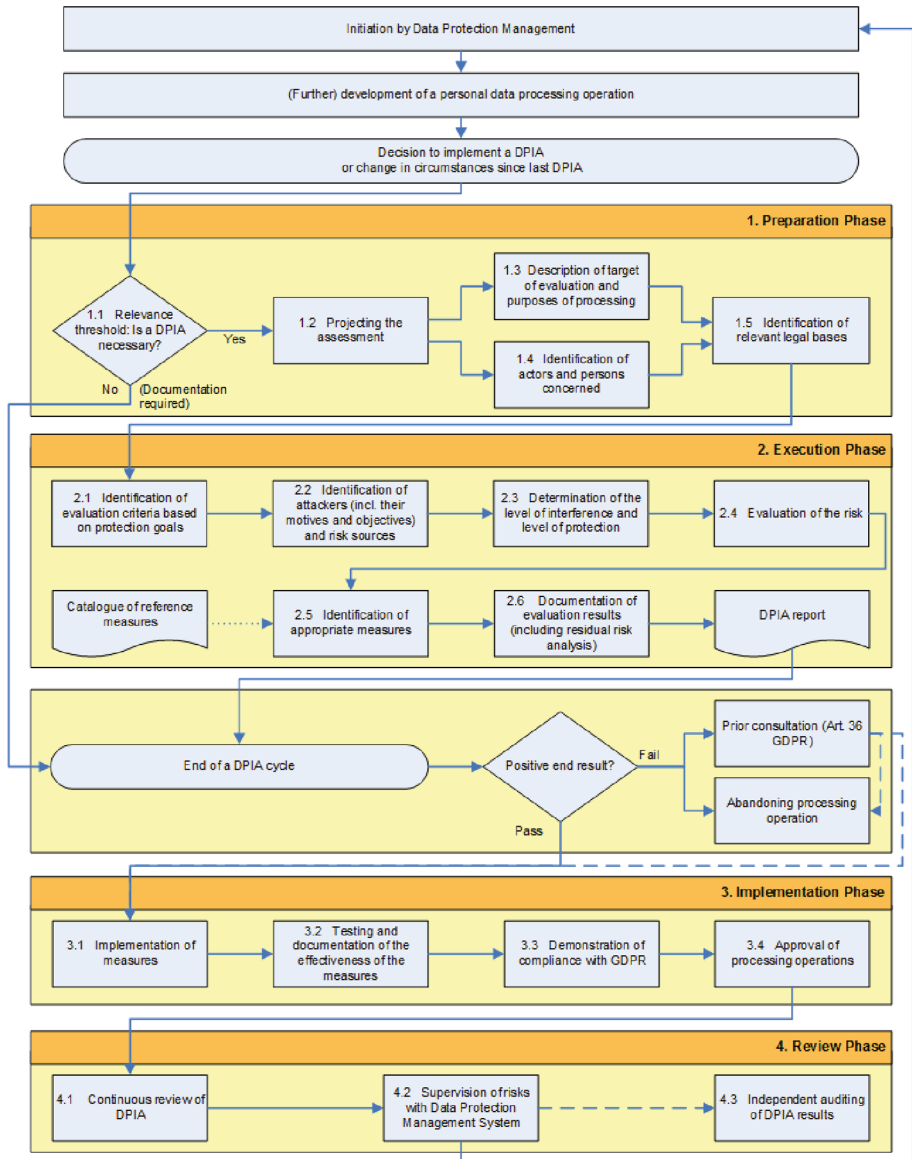 Initiation by Data Protection Management
(Further) development of a personal data processing operation
Decision to implement a DPIA
or change in circumstances since last DPIA
1. Preparation Phase
1.1 Relevance
threshold: Is a DPIA
necessary?
Yes
No (Documentation
required)
1.2 Projecting the
assessment
1.3 Description of target
of evaluation and
purposes of processing
1.4 Identification of
actors and persons
concerned
1.5 Identification of
relevant legal bases
2. Execution Phase
2.1 Identification of
evaluation criteria based
on protection goals
2.2 Identification of
attackers (incl. their
motives and objectives)
and risk sources
2.3 Determination of the
level of interference and
level of protection
2.4 Evaluation of the risk
Catalogue of reference
measures
2.5 Identification of
appropriate measures
2.6 Documentation of
evaluation results
(including residual risk
analysis)
DPIA report
End of a DPIA cycle
Positive end result?
Fail
Pass
Prior consultation (Art. 36
GDPR)
Abandoning processing
operation
3. Implementation Phase
3.1 Implementation of
measures
3.2 Testing and
documentation of the
effectiveness of the
measures
3.3 Demonstration of
compliance with GDPR
3.4 Approval of
processing operations
4. Review Phase
4.1 Continuous review of
DPIA
4.2 Supervision of risks
with Data Protection
Management System
4.3 Independent auditing
of DPIA results